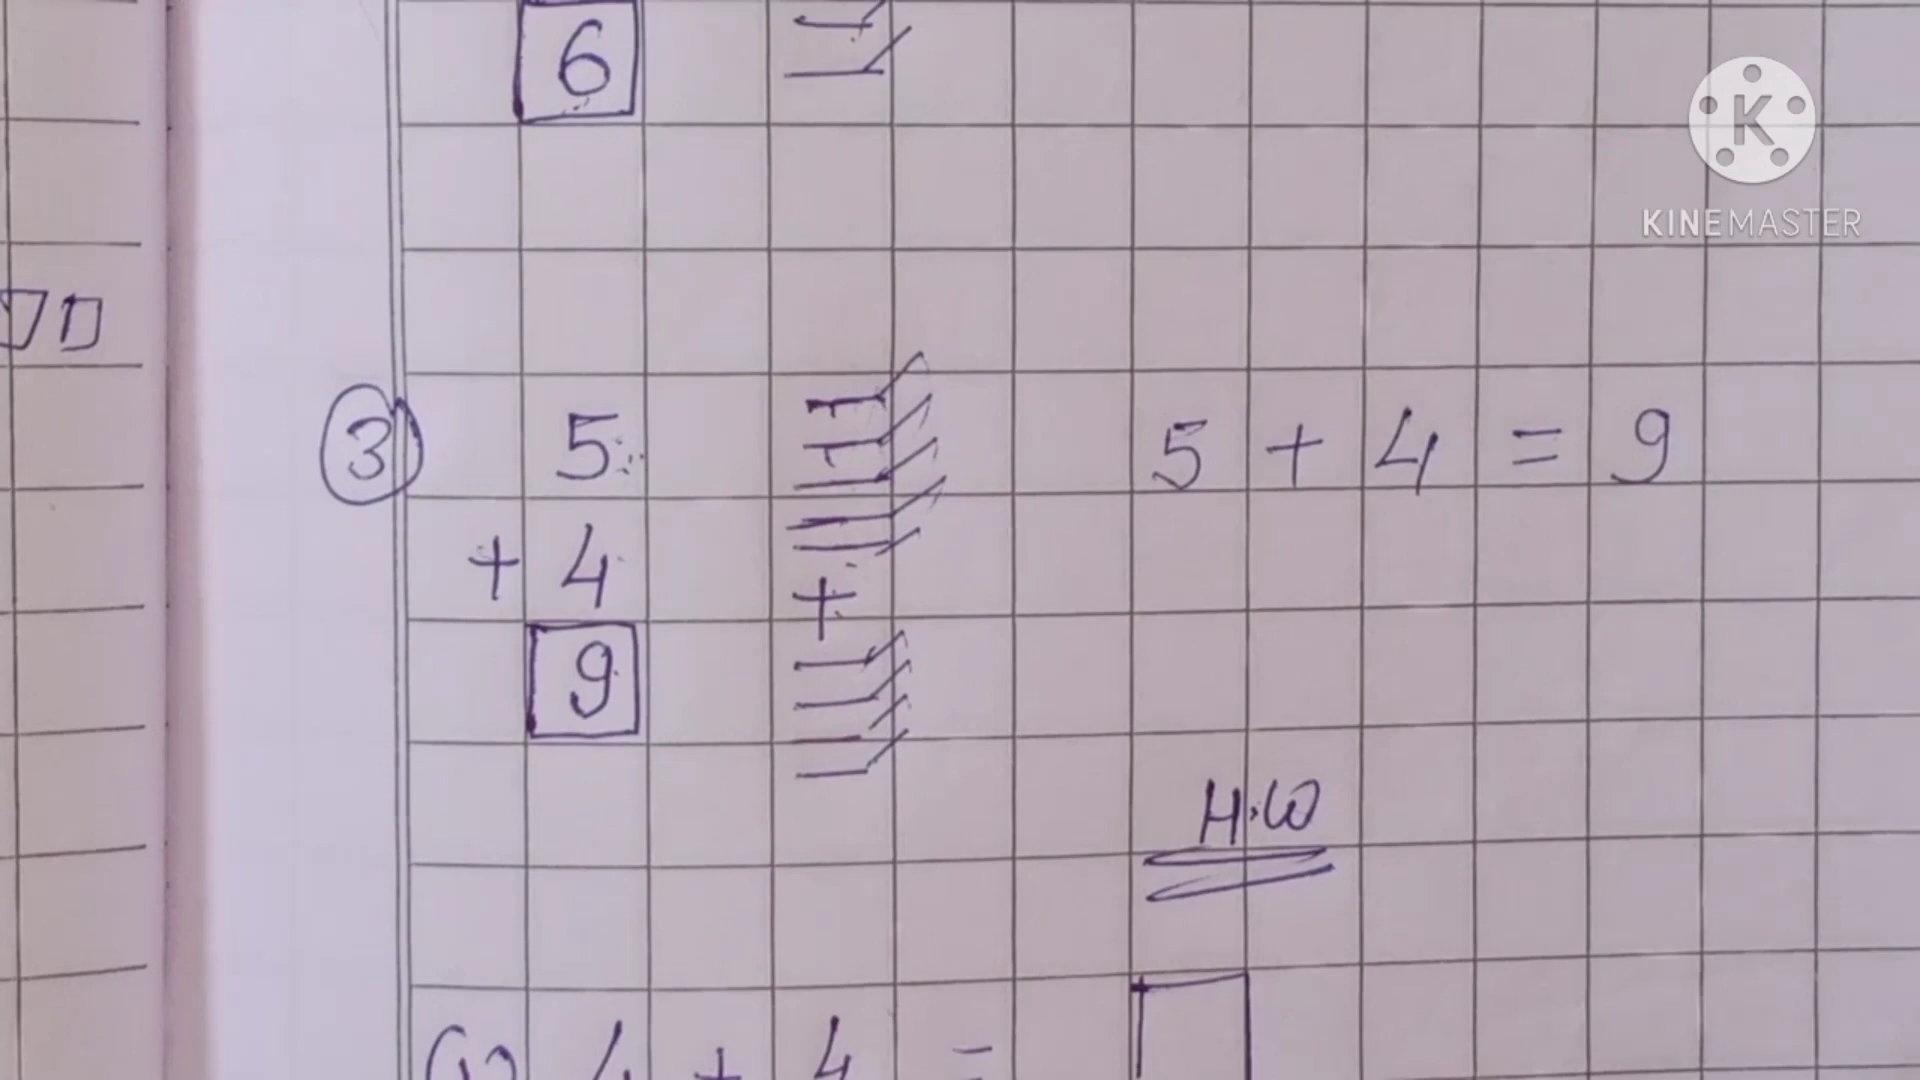 6
K
KINEMASTER
③ 5 5 + 4 = 9
+ 4 +
9
H.W
4 + 4 =